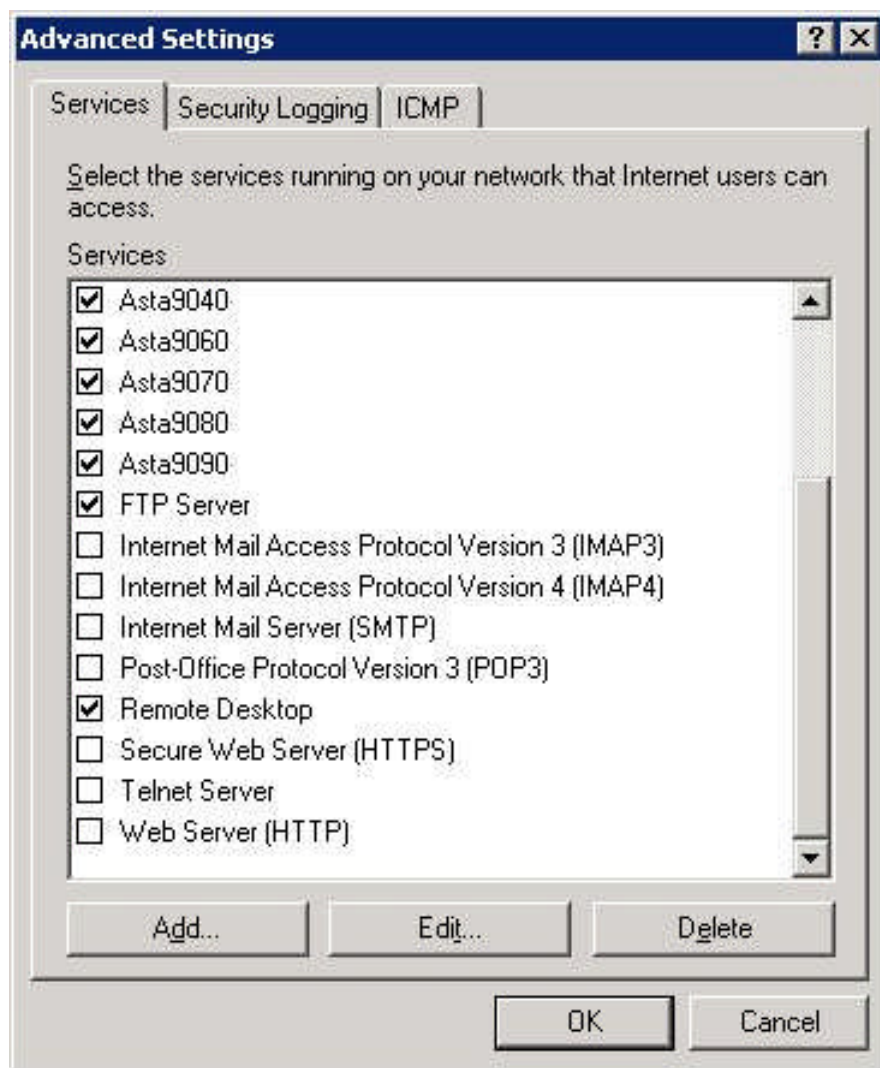 Advanced Settings
Services
Security Logging
ICMP
Select the services running on your network that Internet users can
access.
Services
Asta9040
Asta9060
Asta9070
Asta9080
Asta9090
FTP Server
Internet Mail Access Protocol Version 3 (IMAP3)
Internet Mail Access Protocol Version 4 (IMAP4)
Internet Mail Server (SMTP)
Post-Office Protocol Version 3 (POP3)
Remote Desktop
Secure Web Server (HTTPS)
Telnet Server
Web Server (HTTP)
Add...
Edit...
Delete
OK
Cancel